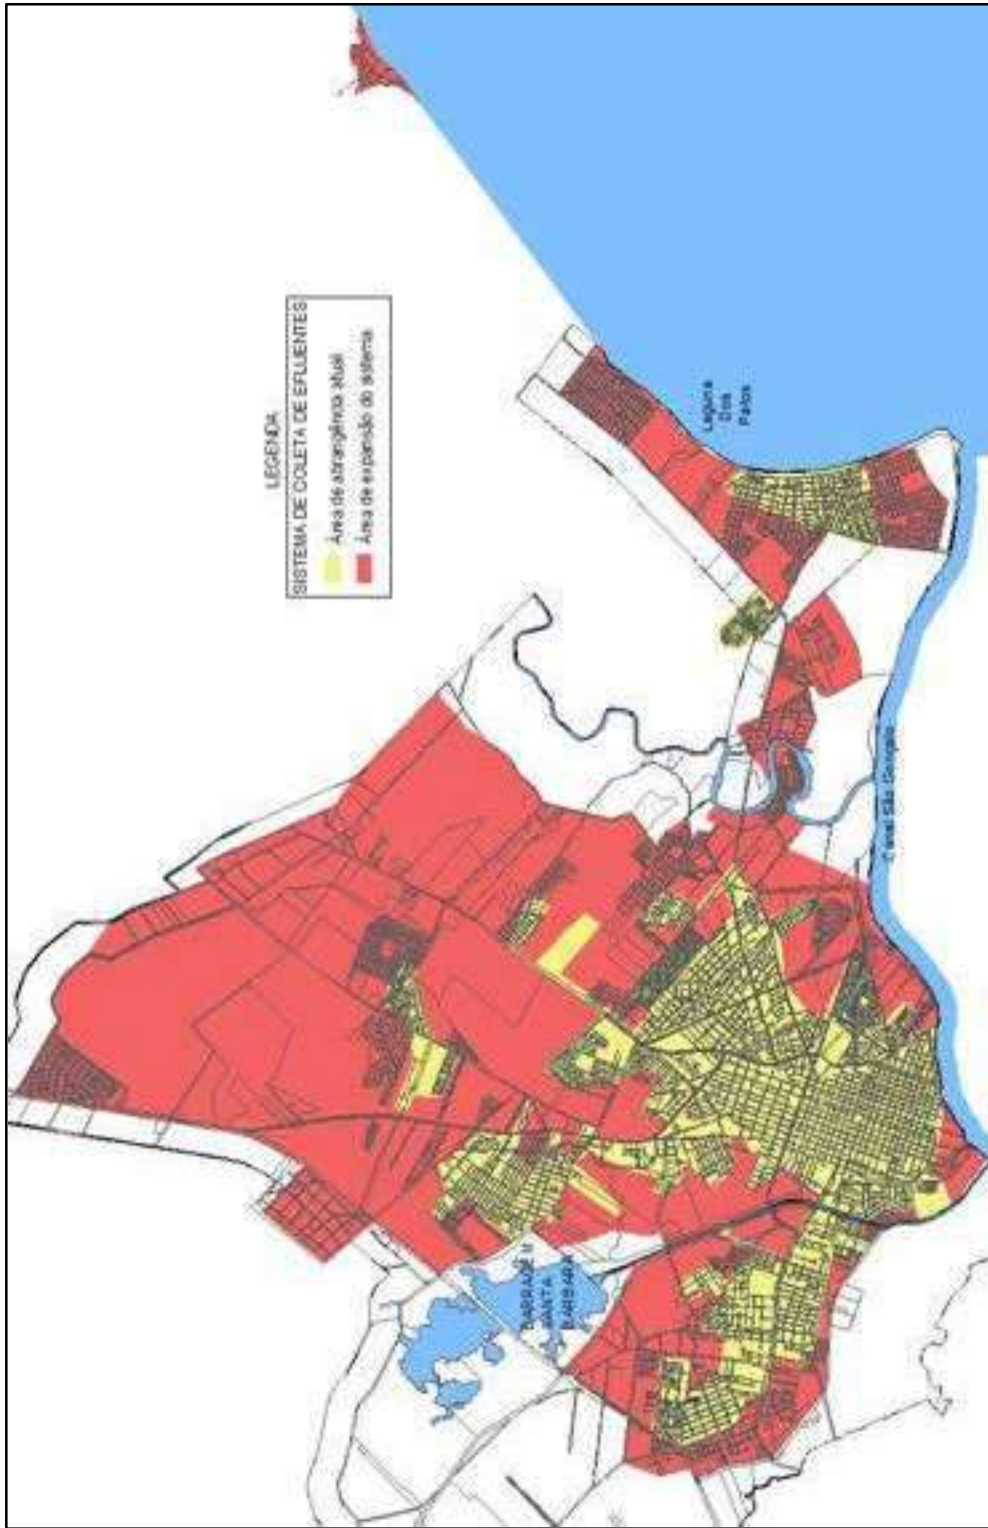 LEGENDA
SISTEMA DE COLETA DE EFLUENTES
Área de abrangência atual
Área de expansão do sistema
Laguna
Dos
Patos
Canal São Gonçalo
BARRAGEM
SANTA
BARBARA